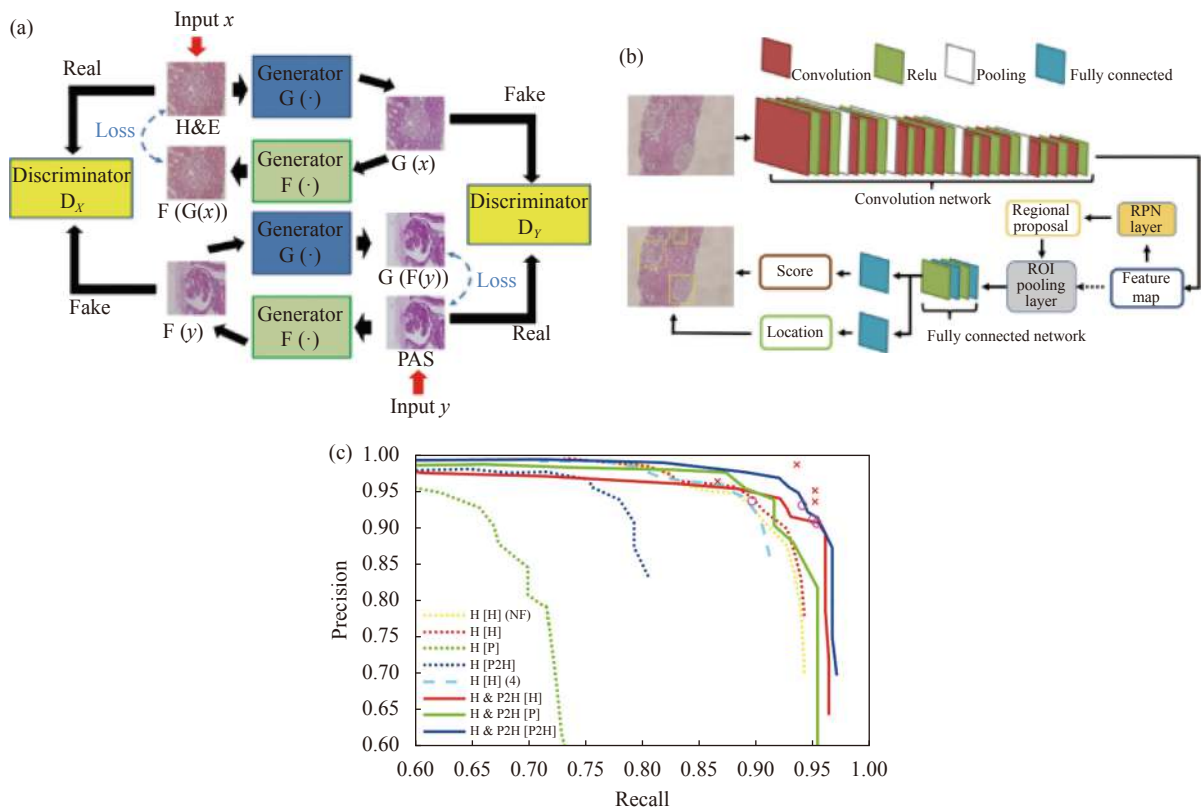 (a)
Input x
Real
Generator
G (·)
Fake
H&E
Loss
G (x)
Discriminator
D_X
Generator
F (·)
F (G(x))
Discriminator
D_Y
Generator
G (·)
G (F(y))
Loss
Fake
F (y)
Generator
F (·)
Real
PAS
Input y
(b)
Convolution Relu Pooling Fully connected
Convolution network
Regional
proposal
RPN
layer
Score
ROI
pooling
layer
Feature
map
Location
Fully connected network
(c)
Precision
1.00
0.95
0.90
0.85
0.80
0.75
0.70
0.65
0.60
H [H] (NF)
H [H]
H [P]
H [P2H]
H [H] (4)
H & P2H [H]
H & P2H [P]
H & P2H [P2H]
0.60 0.65 0.70 0.75 0.80 0.85 0.90 0.95 1.00
Recall